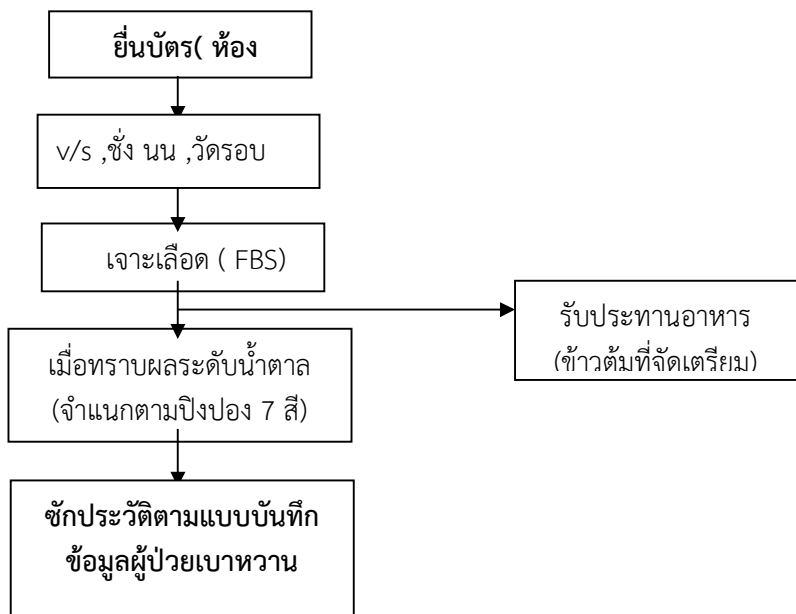 ยื่นบัตร( ห้อง
v/s ,ชั่ง นน ,วัดรอบ
เจาะเลือด ( FBS)
รับประทานอาหาร
(ข้าวต้มที่จัดเตรียม)
เมื่อทราบผลระดับน้ำตาล
(จำแนกตามปิงปอง 7 สี)
ซักประวัติตามแบบบันทึก
ข้อมูลผู้ป่วยเบาหวาน